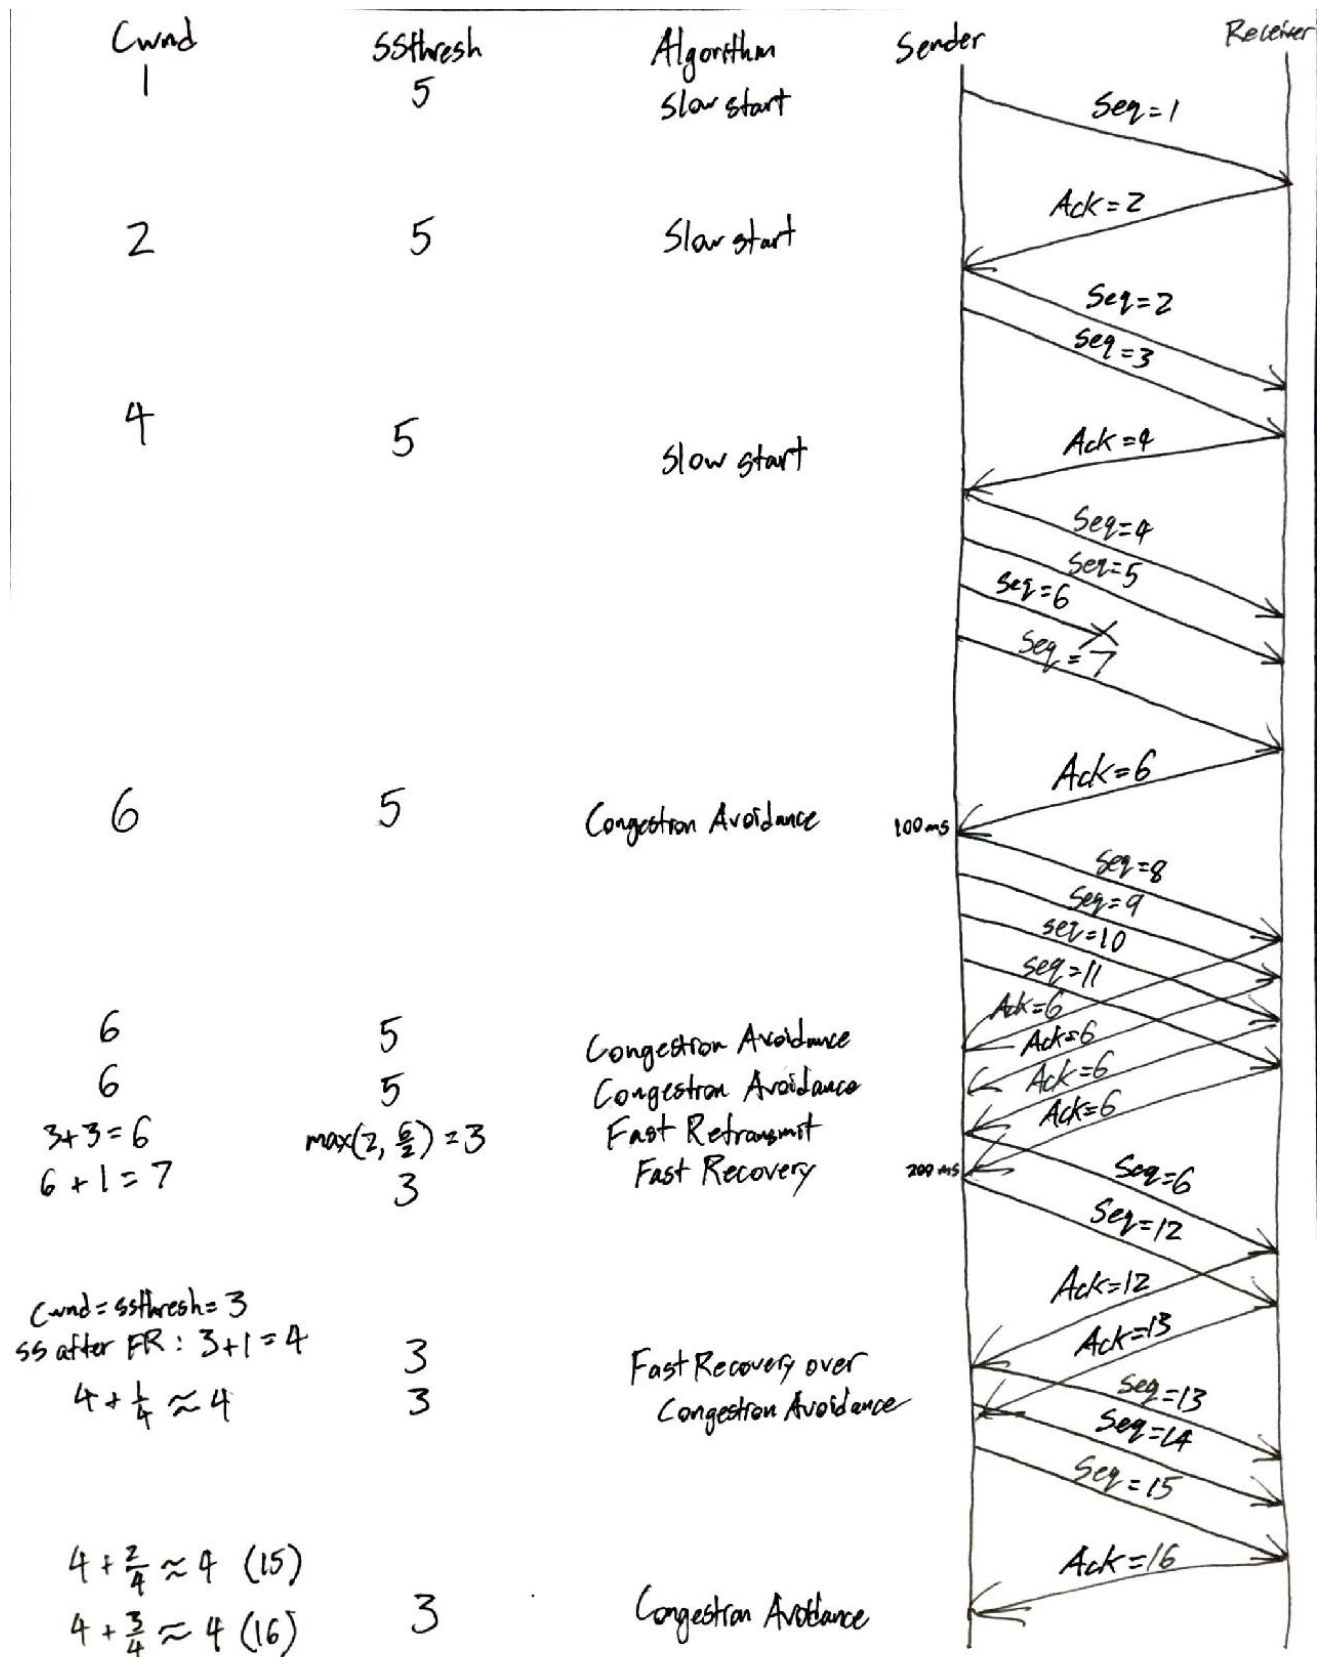 Cwnd SSthresh Algorithm Sender Receiver
1 5 Slow start
Seq=1
Ack=2
2 5 Slow start
Seq=2
Seq=3
4 5 Slow start
Ack=4
Seq=4
Seq=5
Seq=6
Seq=7
Ack=6
6 5 Congestion Avoidance 100ms
Seq=8
Seq=9
Seq=10
Seq=11
Ack=6
6 5 Congestion Avoidance
Ack=6
6 5 Congestion Avoidance
Ack=6
Ack=6
3+3=6 max(2, 6/2)=3 Fast Retransmit
6+1=7 3 Fast Recovery 200ms
Seq=6
Seq=12
Ack=12
Cwnd=ssthresh=3
Ack=13
ss after FR: 3+1=4 3 Fast Recovery over
4+1/4≈4 3 Congestion Avoidance
Seq=13
Seq=14
Seq=15
4+2/4≈4 (15)
Ack=16
4+3/4≈4 (16) 3 Congestion Avoidance